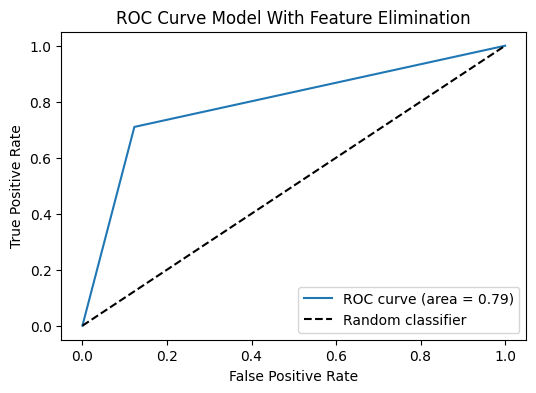 ROC Curve Model With Feature Elimination
True Positive Rate
1.0
0.8
0.6
0.4
0.2
0.0
0.0 0.2 0.4 0.6 0.8 1.0
False Positive Rate
ROC curve (area = 0.79)
Random classifier